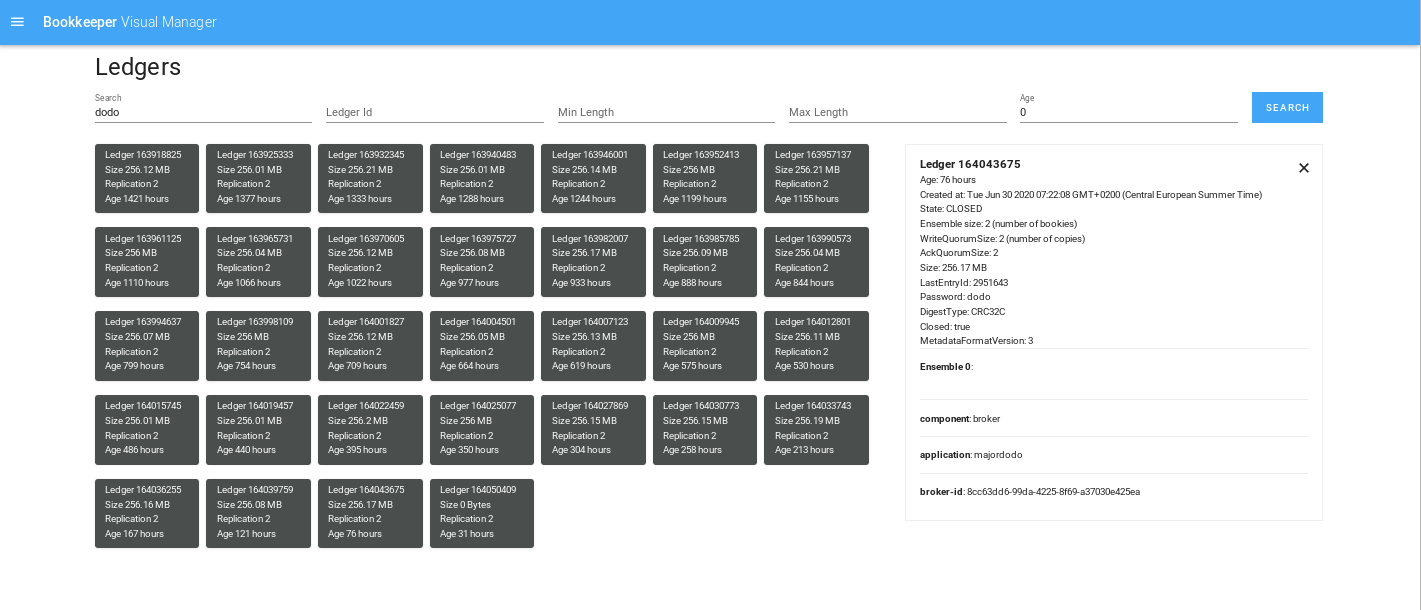 Bookkeeper Visual Manager
Ledgers
Search
dodo
Ledger Id
Min Length
Max Length
Age
0
SEARCH
Ledger 163918825
Size 256.12 MB
Replication 2
Age 1421 hours
Ledger 163925333
Size 256.01 MB
Replication 2
Age 1377 hours
Ledger 163932345
Size 256.21 MB
Replication 2
Age 1333 hours
Ledger 163940483
Size 256.01 MB
Replication 2
Age 1288 hours
Ledger 163946001
Size 256.14 MB
Replication 2
Age 1244 hours
Ledger 163952413
Size 256 MB
Replication 2
Age 1199 hours
Ledger 163957137
Size 256.21 MB
Replication 2
Age 1155 hours
Ledger 163961125
Size 256 MB
Replication 2
Age 1110 hours
Ledger 163965731
Size 256.04 MB
Replication 2
Age 1066 hours
Ledger 163970605
Size 256.12 MB
Replication 2
Age 1022 hours
Ledger 163975727
Size 256.08 MB
Replication 2
Age 977 hours
Ledger 163982007
Size 256.17 MB
Replication 2
Age 933 hours
Ledger 163985785
Size 256.09 MB
Replication 2
Age 888 hours
Ledger 163990573
Size 256.04 MB
Replication 2
Age 844 hours
Ledger 163994637
Size 256.07 MB
Replication 2
Age 799 hours
Ledger 163998109
Size 256 MB
Replication 2
Age 754 hours
Ledger 164001827
Size 256.12 MB
Replication 2
Age 709 hours
Ledger 164004501
Size 256.05 MB
Replication 2
Age 664 hours
Ledger 164007123
Size 256.13 MB
Replication 2
Age 619 hours
Ledger 164009945
Size 256 MB
Replication 2
Age 575 hours
Ledger 164012801
Size 256.11 MB
Replication 2
Age 530 hours
Ledger 164015745
Size 256.01 MB
Replication 2
Age 486 hours
Ledger 164019457
Size 256.01 MB
Replication 2
Age 440 hours
Ledger 164022459
Size 256.2 MB
Replication 2
Age 395 hours
Ledger 164025077
Size 256 MB
Replication 2
Age 350 hours
Ledger 164027869
Size 256.15 MB
Replication 2
Age 304 hours
Ledger 164030773
Size 256.15 MB
Replication 2
Age 258 hours
Ledger 164033743
Size 256.19 MB
Replication 2
Age 213 hours
Ledger 164036255
Size 256.16 MB
Replication 2
Age 167 hours
Ledger 164039759
Size 256.08 MB
Replication 2
Age 121 hours
Ledger 164043675
Size 256.17 MB
Replication 2
Age 76 hours
Ledger 164050409
Size 0 Bytes
Replication 2
Age 31 hours
Ledger 164043675
Age: 76 hours
Created at: Tue Jun 30 2020 07:22:08 GMT+0200 (Central European Summer Time)
State: CLOSED
Ensemble size: 2 (number of bookies)
WriteQuorumSize: 2 (number of copies)
AckQuorumSize: 2
Size: 256.17 MB
LastEntryId: 2951643
Password: dodo
DigestType: CRC32C
Closed: true
MetadataFormatVersion: 3
Ensemble 0:
component: broker
application: majordodo
broker-id: 8cc63dd6-99da-4225-8f69-a37030e425ea